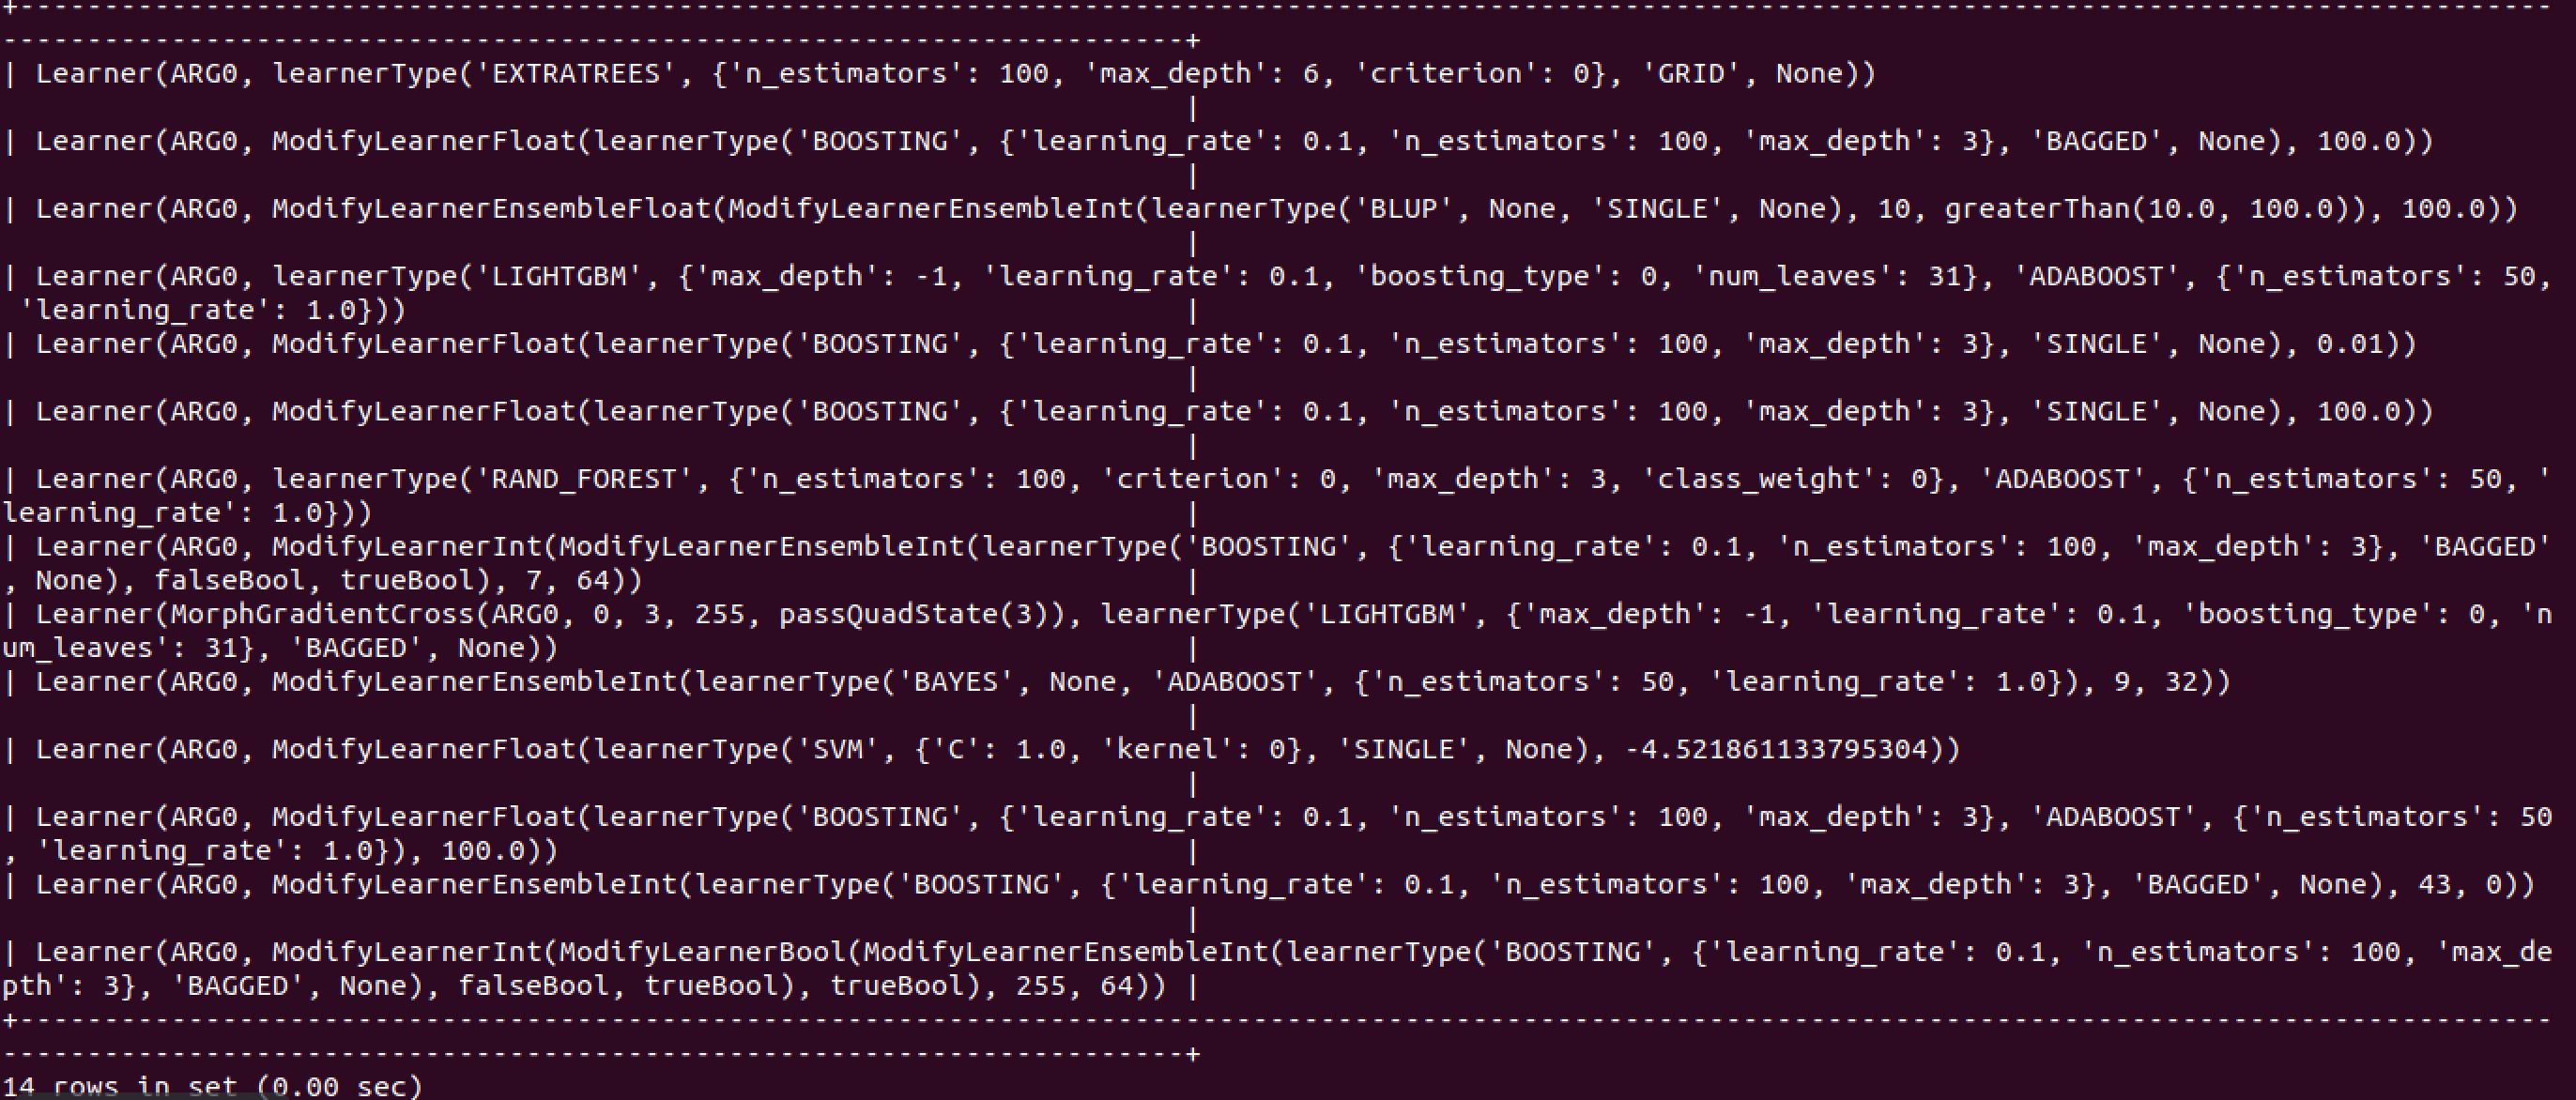 +------------------------------------------------------------------------------------------------------------------------------------------------------
----------------------------------------------------------------------+
| Learner(ARG0, learnerType('EXTRATREES', {'n_estimators': 100, 'max_depth': 6, 'criterion': 0}, 'GRID', None))
|
| Learner(ARG0, ModifyLearnerFloat(learnerType('BOOSTING', {'learning_rate': 0.1, 'n_estimators': 100, 'max_depth': 3}, 'BAGGED', None), 100.0))
|
| Learner(ARG0, ModifyLearnerEnsembleFloat(ModifyLearnerEnsembleInt(learnerType('BLUP', None, 'SINGLE', None), 10, greaterThan(10.0, 100.0)), 100.0))
|
| Learner(ARG0, learnerType('LIGHTGBM', {'max_depth': -1, 'learning_rate': 0.1, 'boosting_type': 0, 'num_leaves': 31}, 'ADABOOST', {'n_estimators': 50,
 'learning_rate': 1.0})) |
| Learner(ARG0, ModifyLearnerFloat(learnerType('BOOSTING', {'learning_rate': 0.1, 'n_estimators': 100, 'max_depth': 3}, 'SINGLE', None), 0.01))
|
| Learner(ARG0, ModifyLearnerFloat(learnerType('BOOSTING', {'learning_rate': 0.1, 'n_estimators': 100, 'max_depth': 3}, 'SINGLE', None), 100.0))
|
| Learner(ARG0, learnerType('RAND_FOREST', {'n_estimators': 100, 'criterion': 0, 'max_depth': 3, 'class_weight': 0}, 'ADABOOST', {'n_estimators': 50, '
learning_rate': 1.0})) |
| Learner(ARG0, ModifyLearnerInt(ModifyLearnerEnsembleInt(learnerType('BOOSTING', {'learning_rate': 0.1, 'n_estimators': 100, 'max_depth': 3}, 'BAGGED'
, None), falseBool, trueBool), 7, 64)) |
| Learner(MorphGradientCross(ARG0, 0, 3, 255, passQuadState(3)), learnerType('LIGHTGBM', {'max_depth': -1, 'learning_rate': 0.1, 'boosting_type': 0, 'n
um_leaves': 31}, 'BAGGED', None)) |
| Learner(ARG0, ModifyLearnerEnsembleInt(learnerType('BAYES', None, 'ADABOOST', {'n_estimators': 50, 'learning_rate': 1.0}), 9, 32))
|
| Learner(ARG0, ModifyLearnerFloat(learnerType('SVM', {'C': 1.0, 'kernel': 0}, 'SINGLE', None), -4.521861133795304))
|
| Learner(ARG0, ModifyLearnerFloat(learnerType('BOOSTING', {'learning_rate': 0.1, 'n_estimators': 100, 'max_depth': 3}, 'ADABOOST', {'n_estimators': 50
, 'learning_rate': 1.0}), 100.0)) |
| Learner(ARG0, ModifyLearnerEnsembleInt(learnerType('BOOSTING', {'learning_rate': 0.1, 'n_estimators': 100, 'max_depth': 3}, 'BAGGED', None), 43, 0))
|
| Learner(ARG0, ModifyLearnerInt(ModifyLearnerBool(ModifyLearnerEnsembleInt(learnerType('BOOSTING', {'learning_rate': 0.1, 'n_estimators': 100, 'max_de
pth': 3}, 'BAGGED', None), falseBool, trueBool), trueBool), 255, 64)) |
+------------------------------------------------------------------------------------------------------------------------------------------------------
----------------------------------------------------------------------+
14 rows in set (0.00 sec)